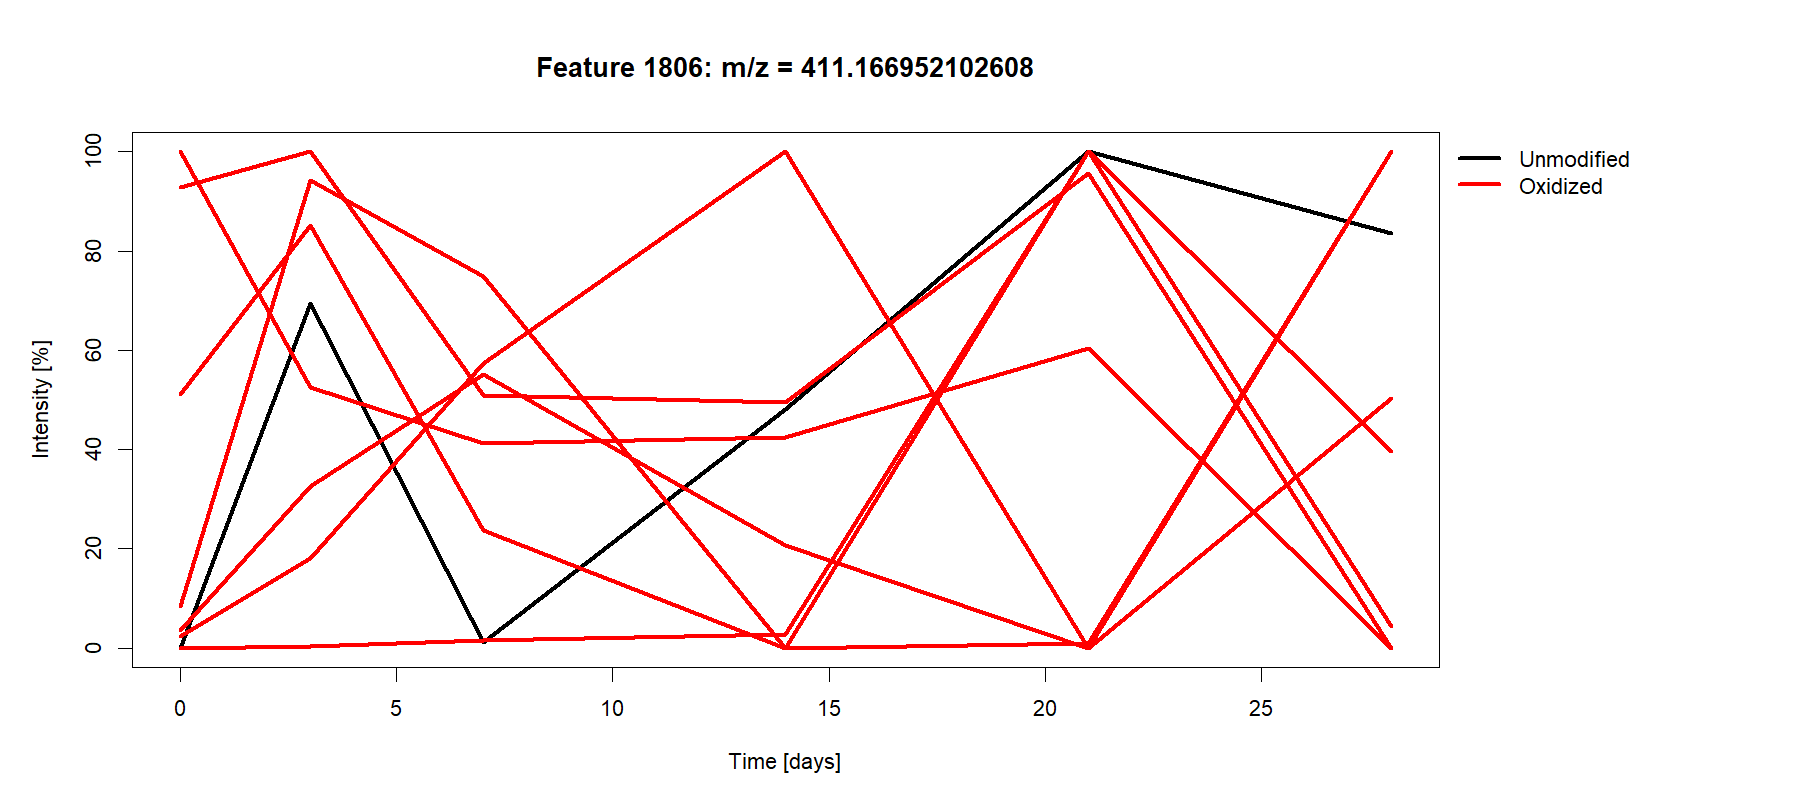 Feature 1806: m/z = 411.166952102608
Unmodified
Oxidized
Intensity [%]
100
80
60
40
20
0
0 5 10 15 20 25
Time [days]